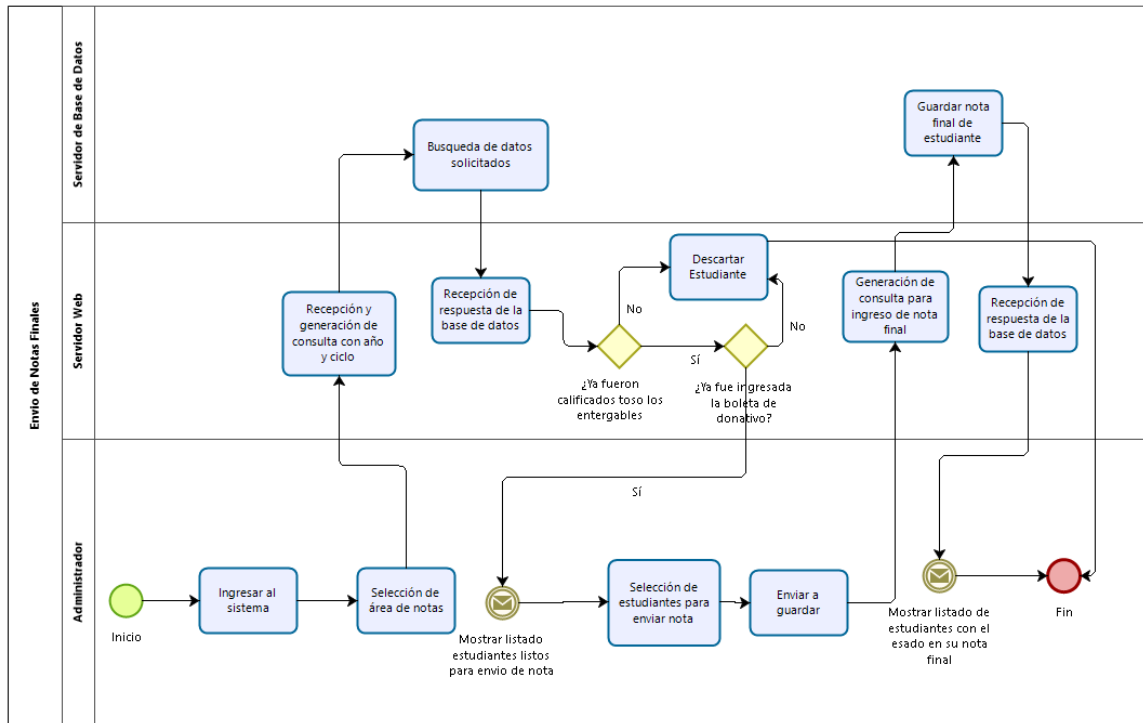 Envio de Notas Finales
Servidor de Base de Datos
Busqueda de datos
solicitados
Guardar nota
final de
estudiante
Servidor Web
Recepción y
generación de
consulta con año
y ciclo
Recepción de
respuesta de la
base de datos
No
¿Ya fueron
calificados toso los
entergables
Sí
Descartar
Estudiante
¿Ya fue ingresada
la boleta de
donativo?
No
Sí
Generación de
consulta para
ingreso de nota
final
Recepción de
respuesta de la
base de datos
Administrador
Inicio
Ingresar al
sistema
Selección de
área de notas
Mostrar listado
estudiantes listos
para envio de nota
Selección de
estudiantes para
enviar nota
Enviar a
guardar
Mostrar listado de
estudiantes con el
esado en su nota
final
Fin